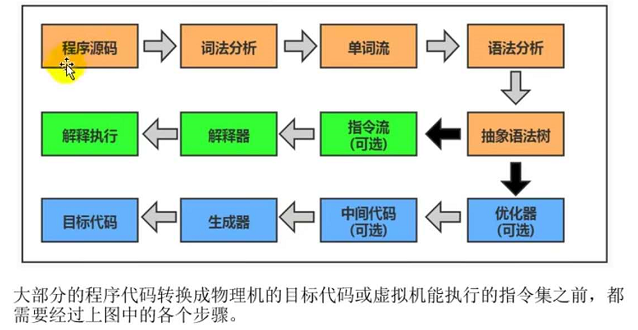 程序源码
词法分析
单词流
语法分析
解释执行
解释器
指令流
(可选)
抽象语法树
目标代码
生成器
中间代码
(可选)
优化器
(可选)
大部分的程序代码转换成物理机的目标代码或虚拟机能执行的指令集之前，都
需要经过上图中的各个步骤。